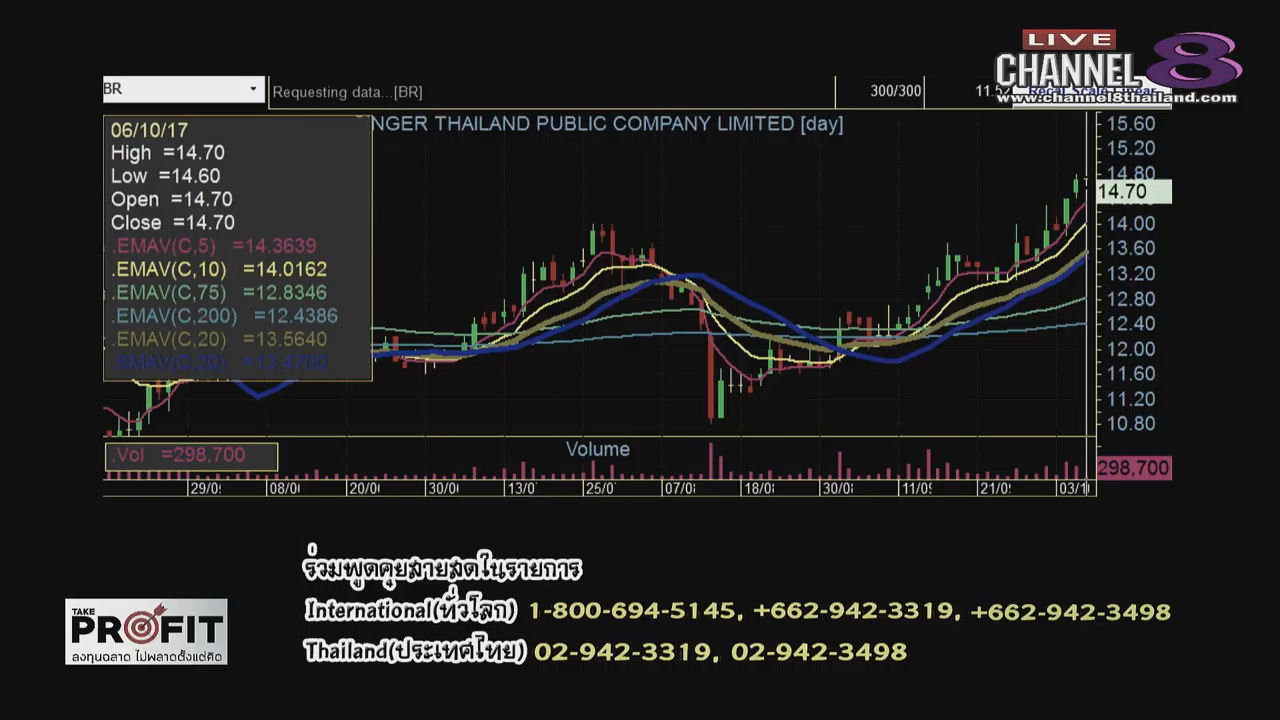 LIVE
CHANNEL 8
www.channel8thailand.com
BR
Requesting data...[BR]
300/300
11.52
06/10/17
High =14.70
Low =14.60
Open =14.70
Close =14.70
.EMAV(C,5) =14.3639
.EMAV(C,10) =14.0162
.EMAV(C,75) =12.8346
.EMAV(C,200) =12.4386
.EMAV(C,20) =13.5640
.SMAV(C,20) =13.4700
INGER THAILAND PUBLIC COMPANY LIMITED [day]
15.60
15.20
14.80
14.70
14.00
13.60
13.20
12.80
12.40
12.00
11.60
11.20
10.80
.Vol =298,700
Volume
298,700
29/0 08/0 20/0 30/0 13/0 25/0 07/0 18/0 30/0 11/0 21/0 03/1
ร่วมพูดคุยสายสดในรายการ
International(ทั่วโลก) 1-800-694-5145, +662-942-3319, +662-942-3498
Thailand(ประเทศไทย) 02-942-3319, 02-942-3498
TAKE
PROFIT
ลงทุนฉลาด ไม่พลาดตั้งแต่คิด